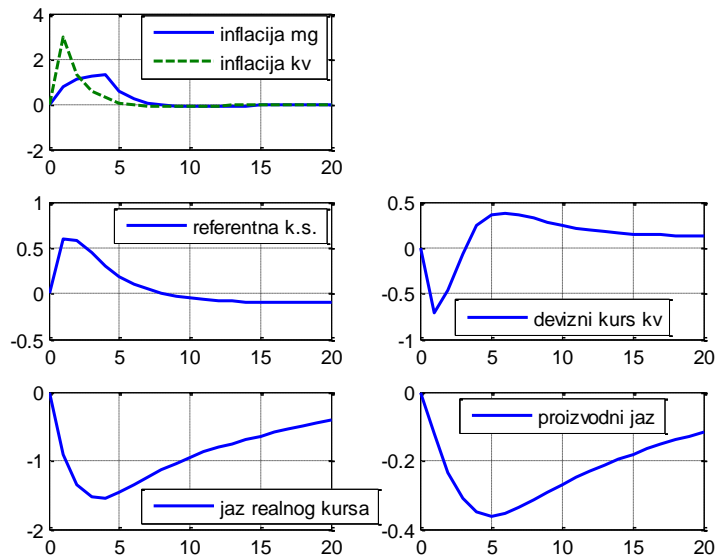 4
2
0
-2
0 5 10 15 20
inflacija mg
inflacija kv
1
0.5
0
-0.5
0 5 10 15 20
referentna k.s.
0.5
0
-0.5
-1
0 5 10 15 20
devizni kurs kv
0
-1
-2
0 5 10 15 20
jaz realnog kursa
0
-0.2
-0.4
0 5 10 15 20
proizvodni jaz